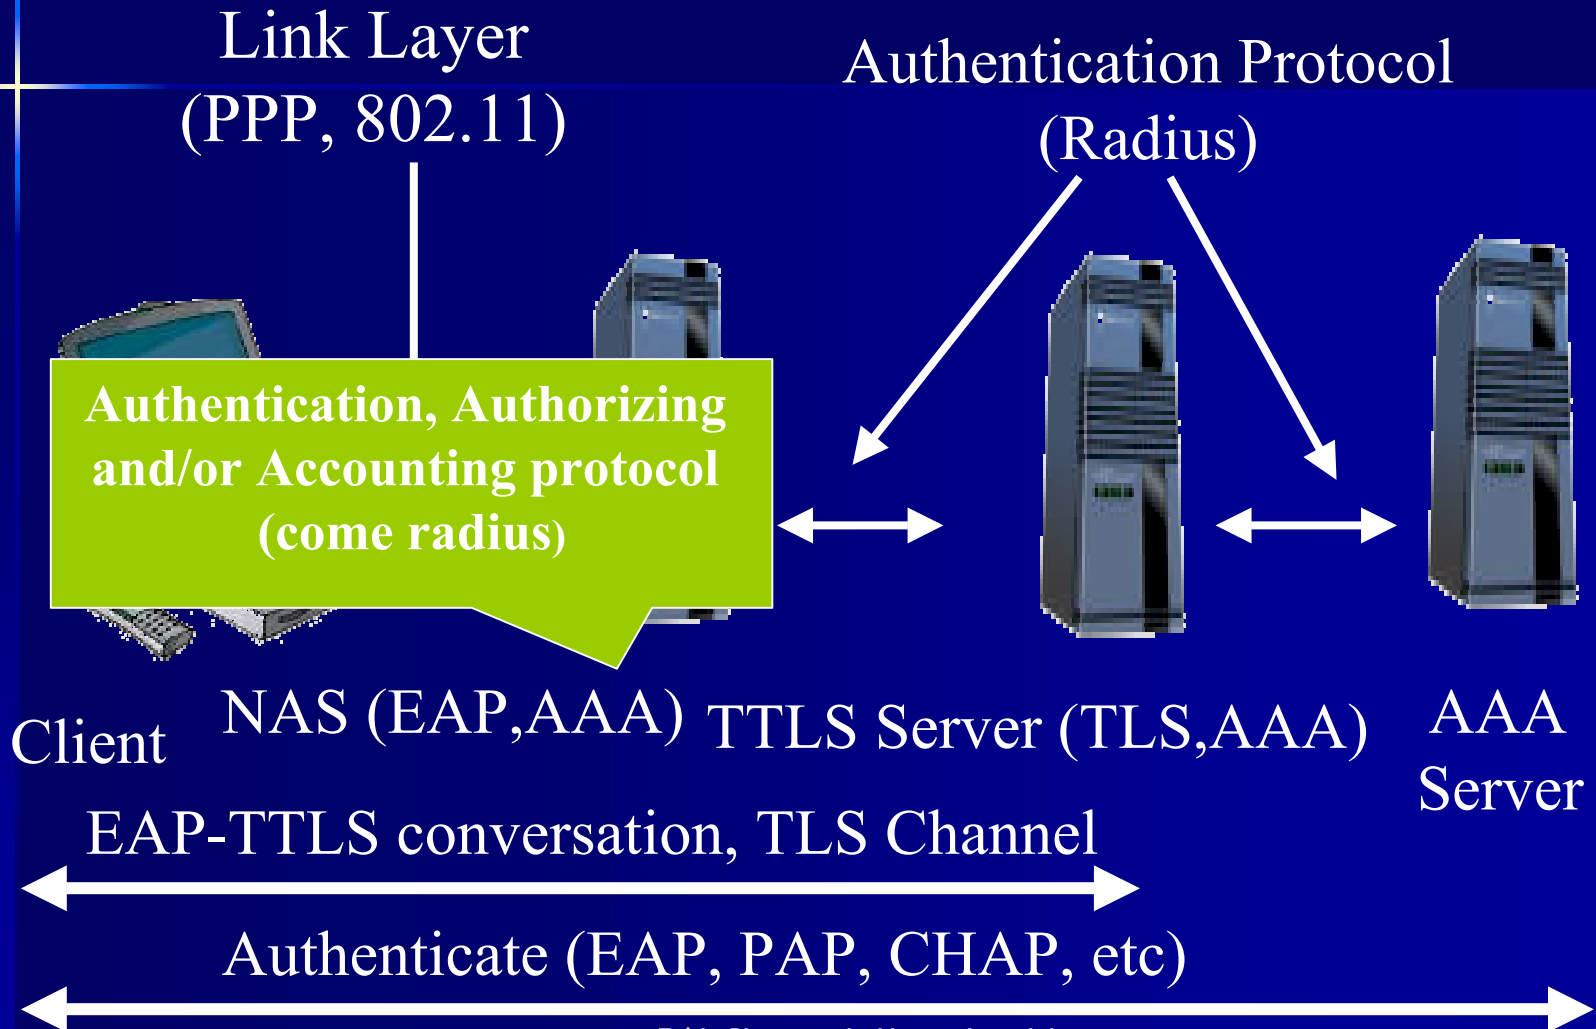 Link Layer
(PPP, 802.11)
Authentication Protocol
(Radius)
Authentication, Authorizing
and/or Accounting protocol
(come radius)
Client
NAS (EAP,AAA)
TTLS Server (TLS,AAA)
AAA
Server
EAP-TTLS conversation, TLS Channel
Authenticate (EAP, PAP, CHAP, etc)